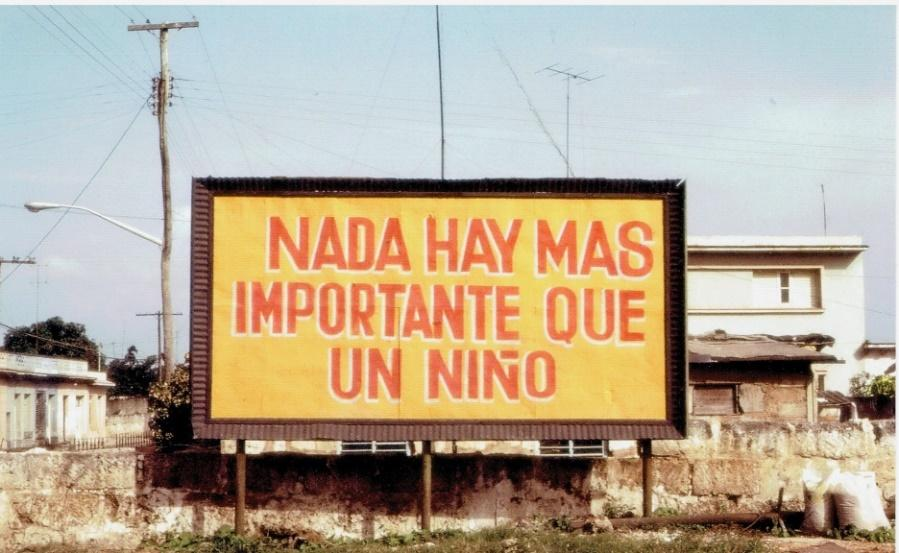 NADA HAY MAS
IMPORTANTE QUE
UN NIÑO